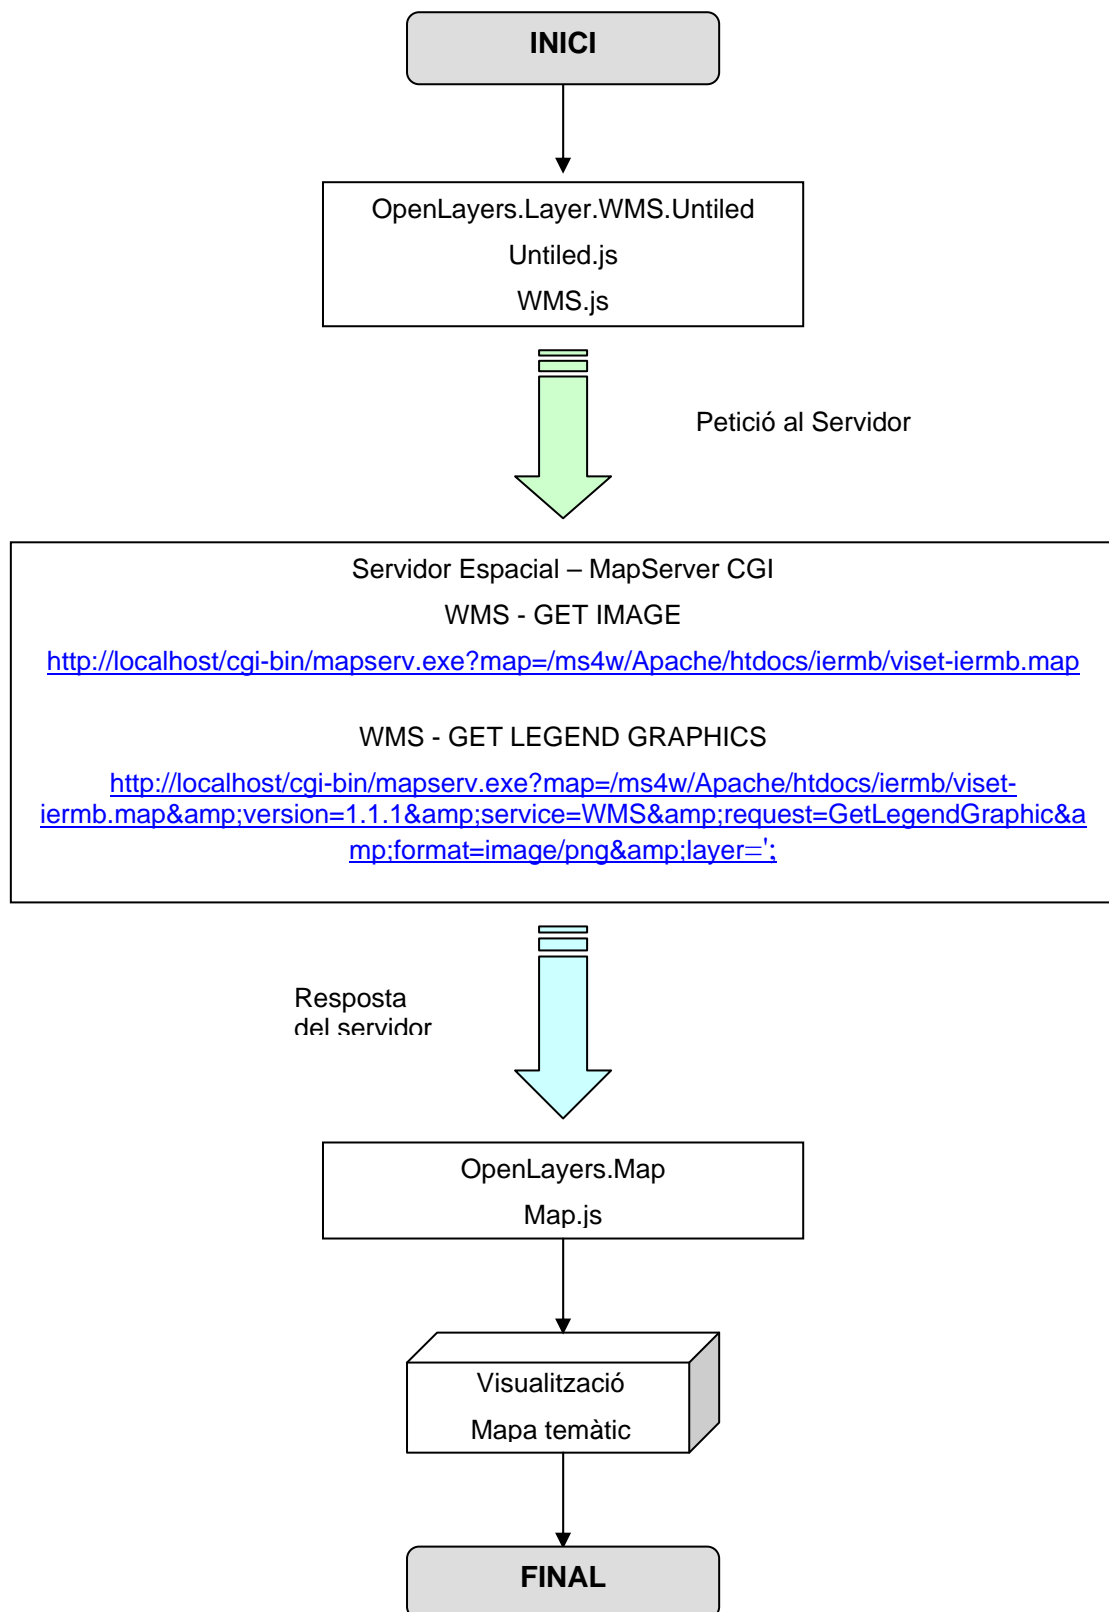 INICI
OpenLayers.Layer.WMS.Untiled
Untiled.js
WMS.js
Petició al Servidor
Servidor Espacial – MapServer CGI
WMS - GET IMAGE
http://localhost/cgi-bin/mapserv.exe?map=/ms4w/Apache/htdocs/iermb/viset-iermb.map
WMS - GET LEGEND GRAPHICS
http://localhost/cgi-bin/mapserv.exe?map=/ms4w/Apache/htdocs/iermb/viset-
iermb.map&amp;version=1.1.1&amp;service=WMS&amp;request=GetLegendGraphic&a
mp;format=image/png&amp;layer=';
Resposta
del servidor
OpenLayers.Map
Map.js
Visualització
Mapa temàtic
FINAL